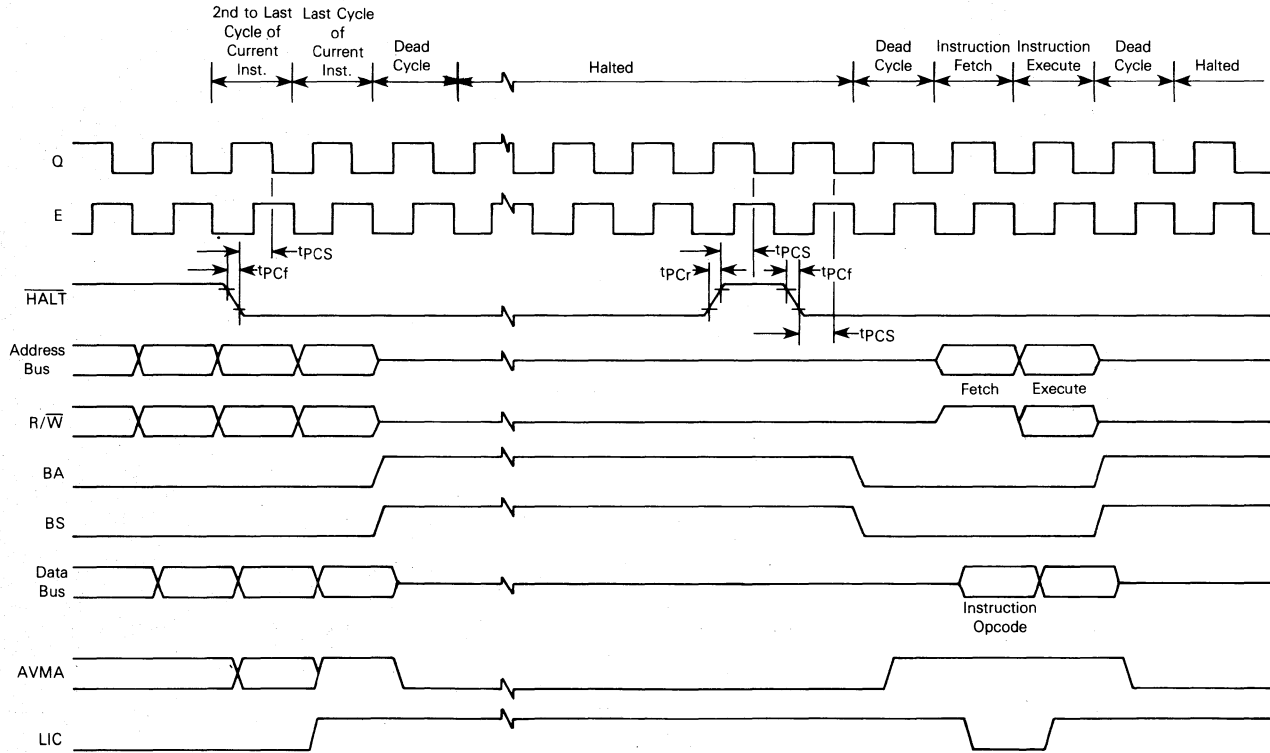 2nd to Last
Cycle of
Current
Inst.
Last Cycle
of
Current
Inst.
Dead
Cycle
Halted
Dead
Cycle
Instruction
Fetch
Instruction
Execute
Dead
Cycle
Halted
Q
E
tPCS
tPCf
tPCr
tPCS
tPCf
HALT
tPCS
Address
Bus
Fetch
Execute
R/W
BA
BS
Data
Bus
Instruction
Opcode
AVMA
LIC